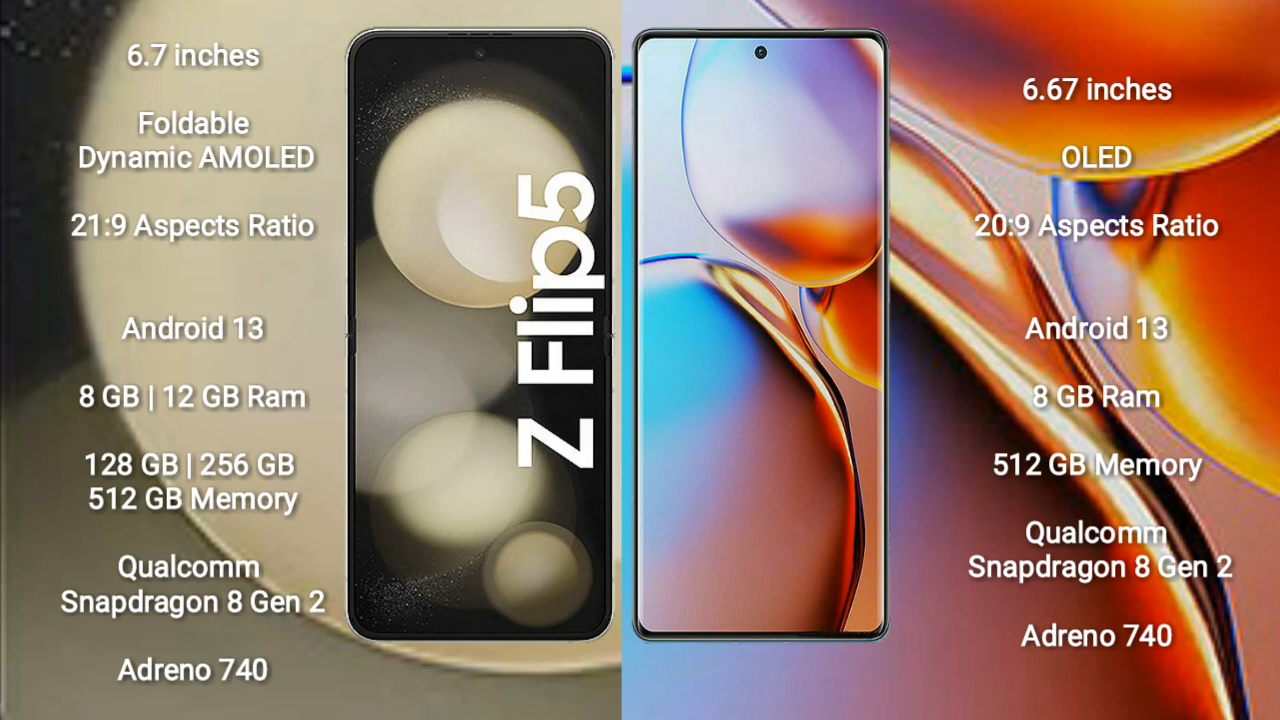 6.7 inches
Foldable
Dynamic AMOLED
21:9 Aspects Ratio
Android 13
8 GB | 12 GB Ram
128 GB | 256 GB
512 GB Memory
Qualcomm
Snapdragon 8 Gen 2
Adreno 740
Z Flip5
6.67 inches
OLED
20:9 Aspects Ratio
Android 13
8 GB Ram
512 GB Memory
Qualcomm
Snapdragon 8 Gen 2
Adreno 740